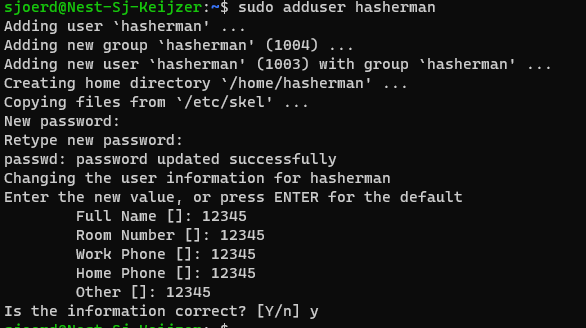 sjoerd@Nest-Sj-Keijzer:~$ sudo adduser hasherman
Adding user `hasherman' ...
Adding new group `hasherman' (1004) ...
Adding new user `hasherman' (1003) with group `hasherman' ...
Creating home directory `/home/hasherman' ...
Copying files from `/etc/skel' ...
New password:
Retype new password:
passwd: password updated successfully
Changing the user information for hasherman
Enter the new value, or press ENTER for the default
Full Name []: 12345
Room Number []: 12345
Work Phone []: 12345
Home Phone []: 12345
Other []: 12345
Is the information correct? [Y/n] y